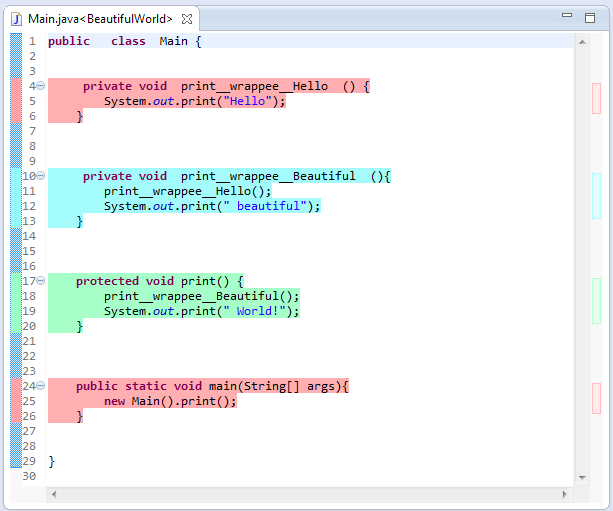 Main.java<BeautifulWorld>
1 public class Main {
2
3
4 private void print__wrappee__Hello () {
5 System.out.print("Hello");
6 }
7
8
9
10 private void print__wrappee__Beautiful (){
11 print__wrappee__Hello();
12 System.out.print(" beautiful");
13 }
14
15
16
17 protected void print() {
18 print__wrappee__Beautiful();
19 System.out.print(" World!");
20 }
21
22
23
24 public static void main(String[] args){
25 new Main().print();
26 }
27
28
29 }
30